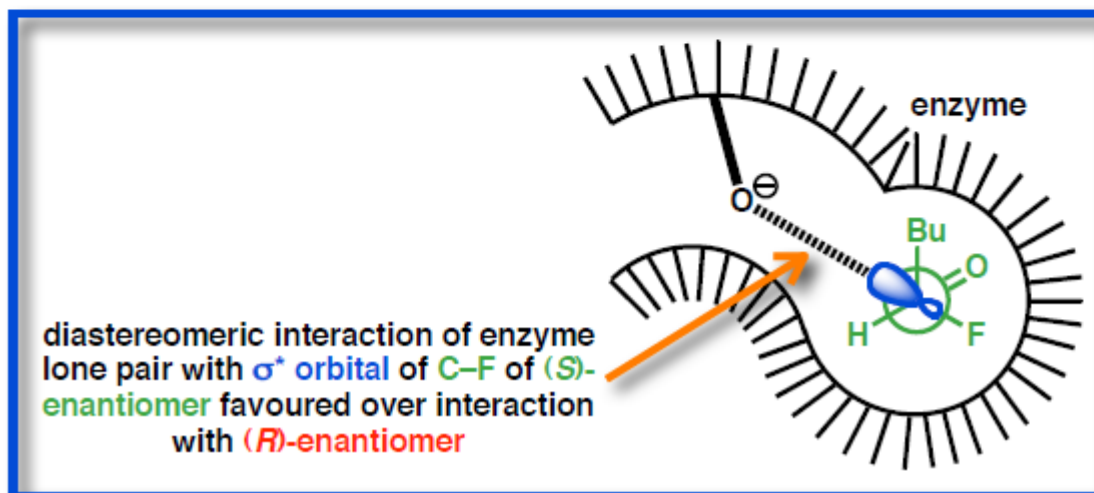 enzyme
O⊖
Bu
O
H
F
diastereomeric interaction of enzyme
lone pair with σ* orbital of C–F of (S)-
enantiomer favoured over interaction
with (R)-enantiomer